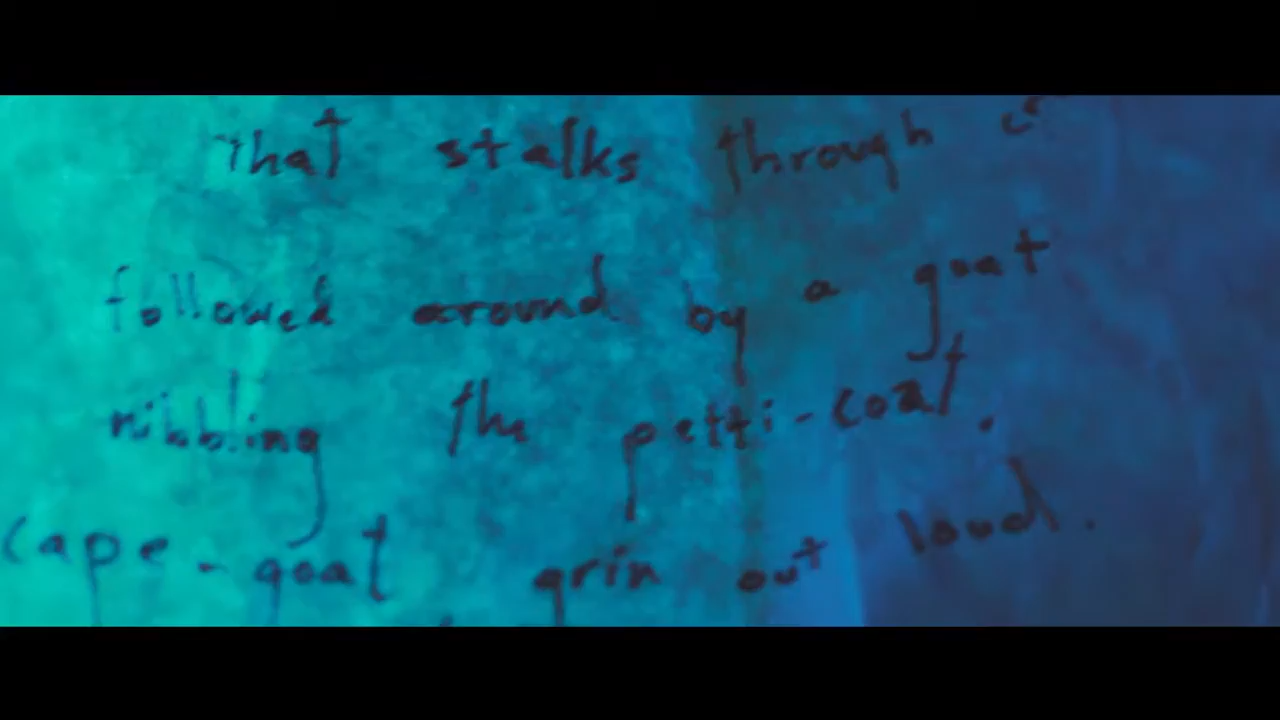 that stalks through
followed around by a goat
nibbling the petti-coat.
cape-goat grin out loud.